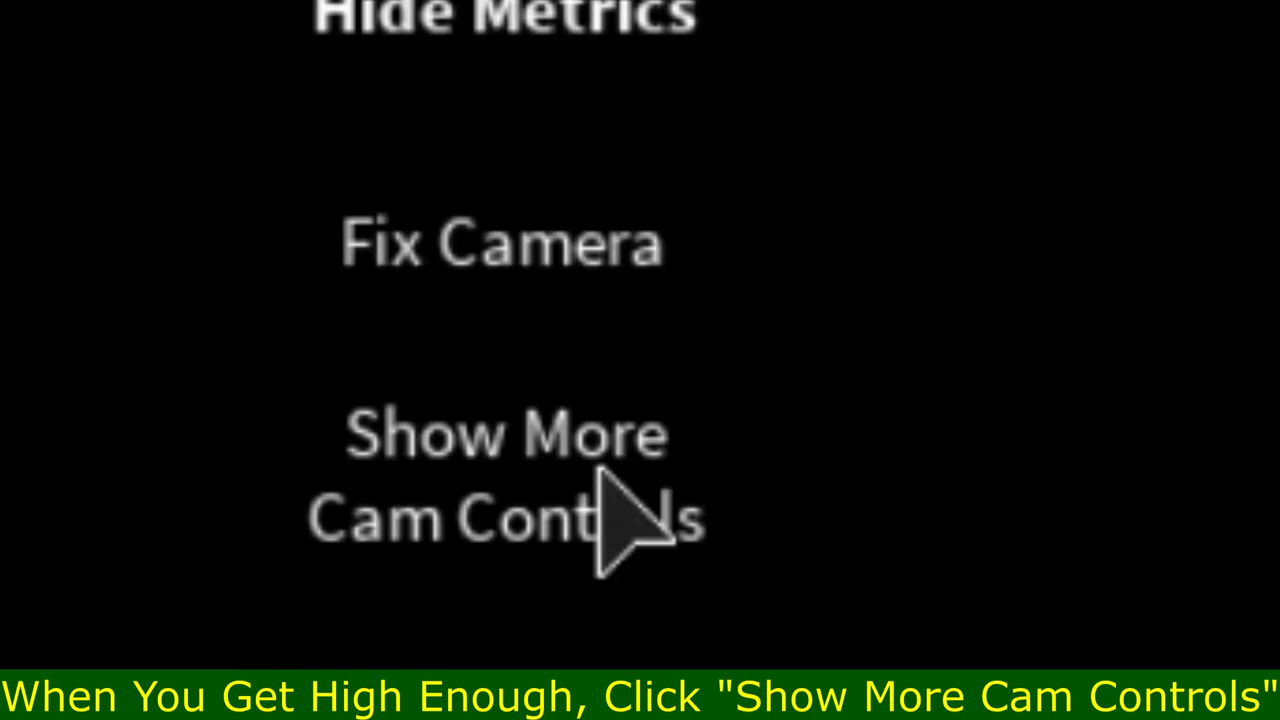 Hide Metrics
Fix Camera
Show More
Cam Controls
When You Get High Enough, Click "Show More Cam Controls"